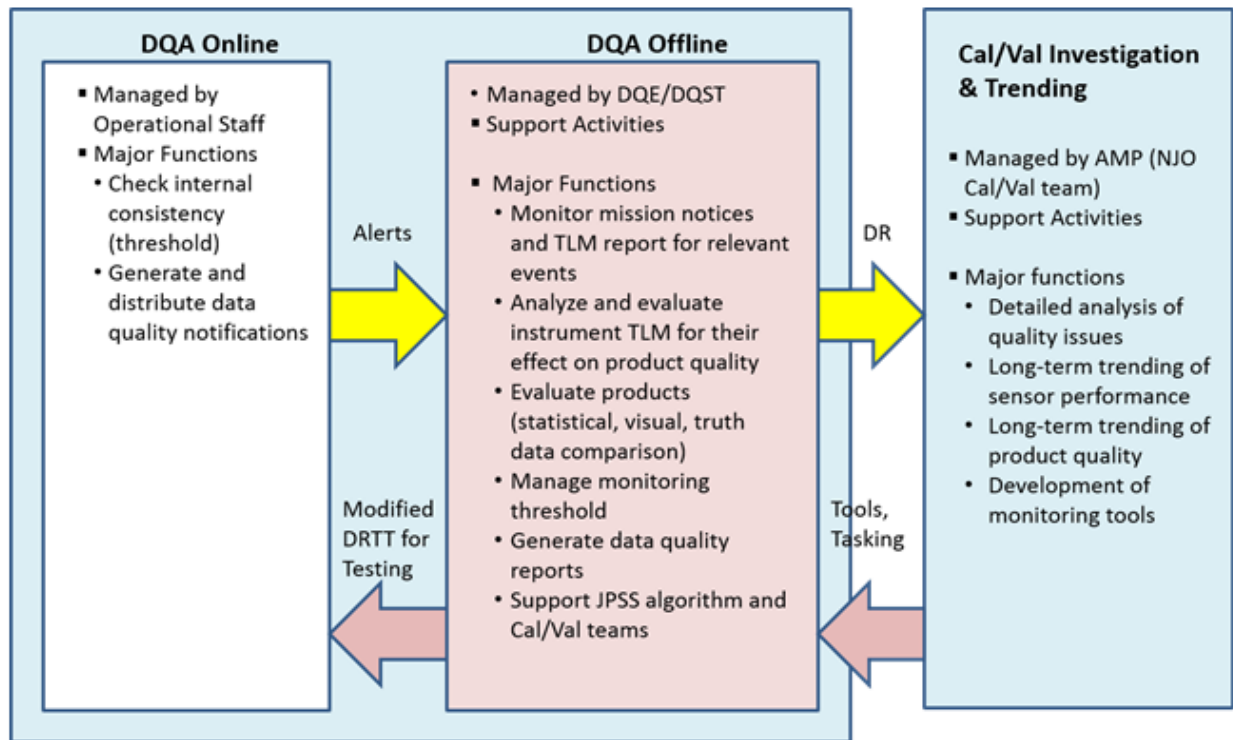 DQA Online
▪ Managed by
Operational Staff
▪ Major Functions
• Check internal
consistency
(threshold)
• Generate and
distribute data
quality notifications
Alerts
Modified
DRTT for
Testing
DQA Offline
• Managed by DQE/DQST
▪ Support Activities
▪ Major Functions
• Monitor mission notices
and TLM report for relevant
events
• Analyze and evaluate
instrument TLM for their
effect on product quality
• Evaluate products
(statistical, visual, truth
data comparison)
• Manage monitoring
threshold
• Generate data quality
reports
• Support JPSS algorithm and
Cal/Val teams
DR
Tools,
Tasking
Cal/Val Investigation
& Trending
▪ Managed by AMP (NJO
Cal/Val team)
▪ Support Activities
▪ Major functions
• Detailed analysis of
quality issues
• Long-term trending of
sensor performance
• Long-term trending of
product quality
• Development of
monitoring tools